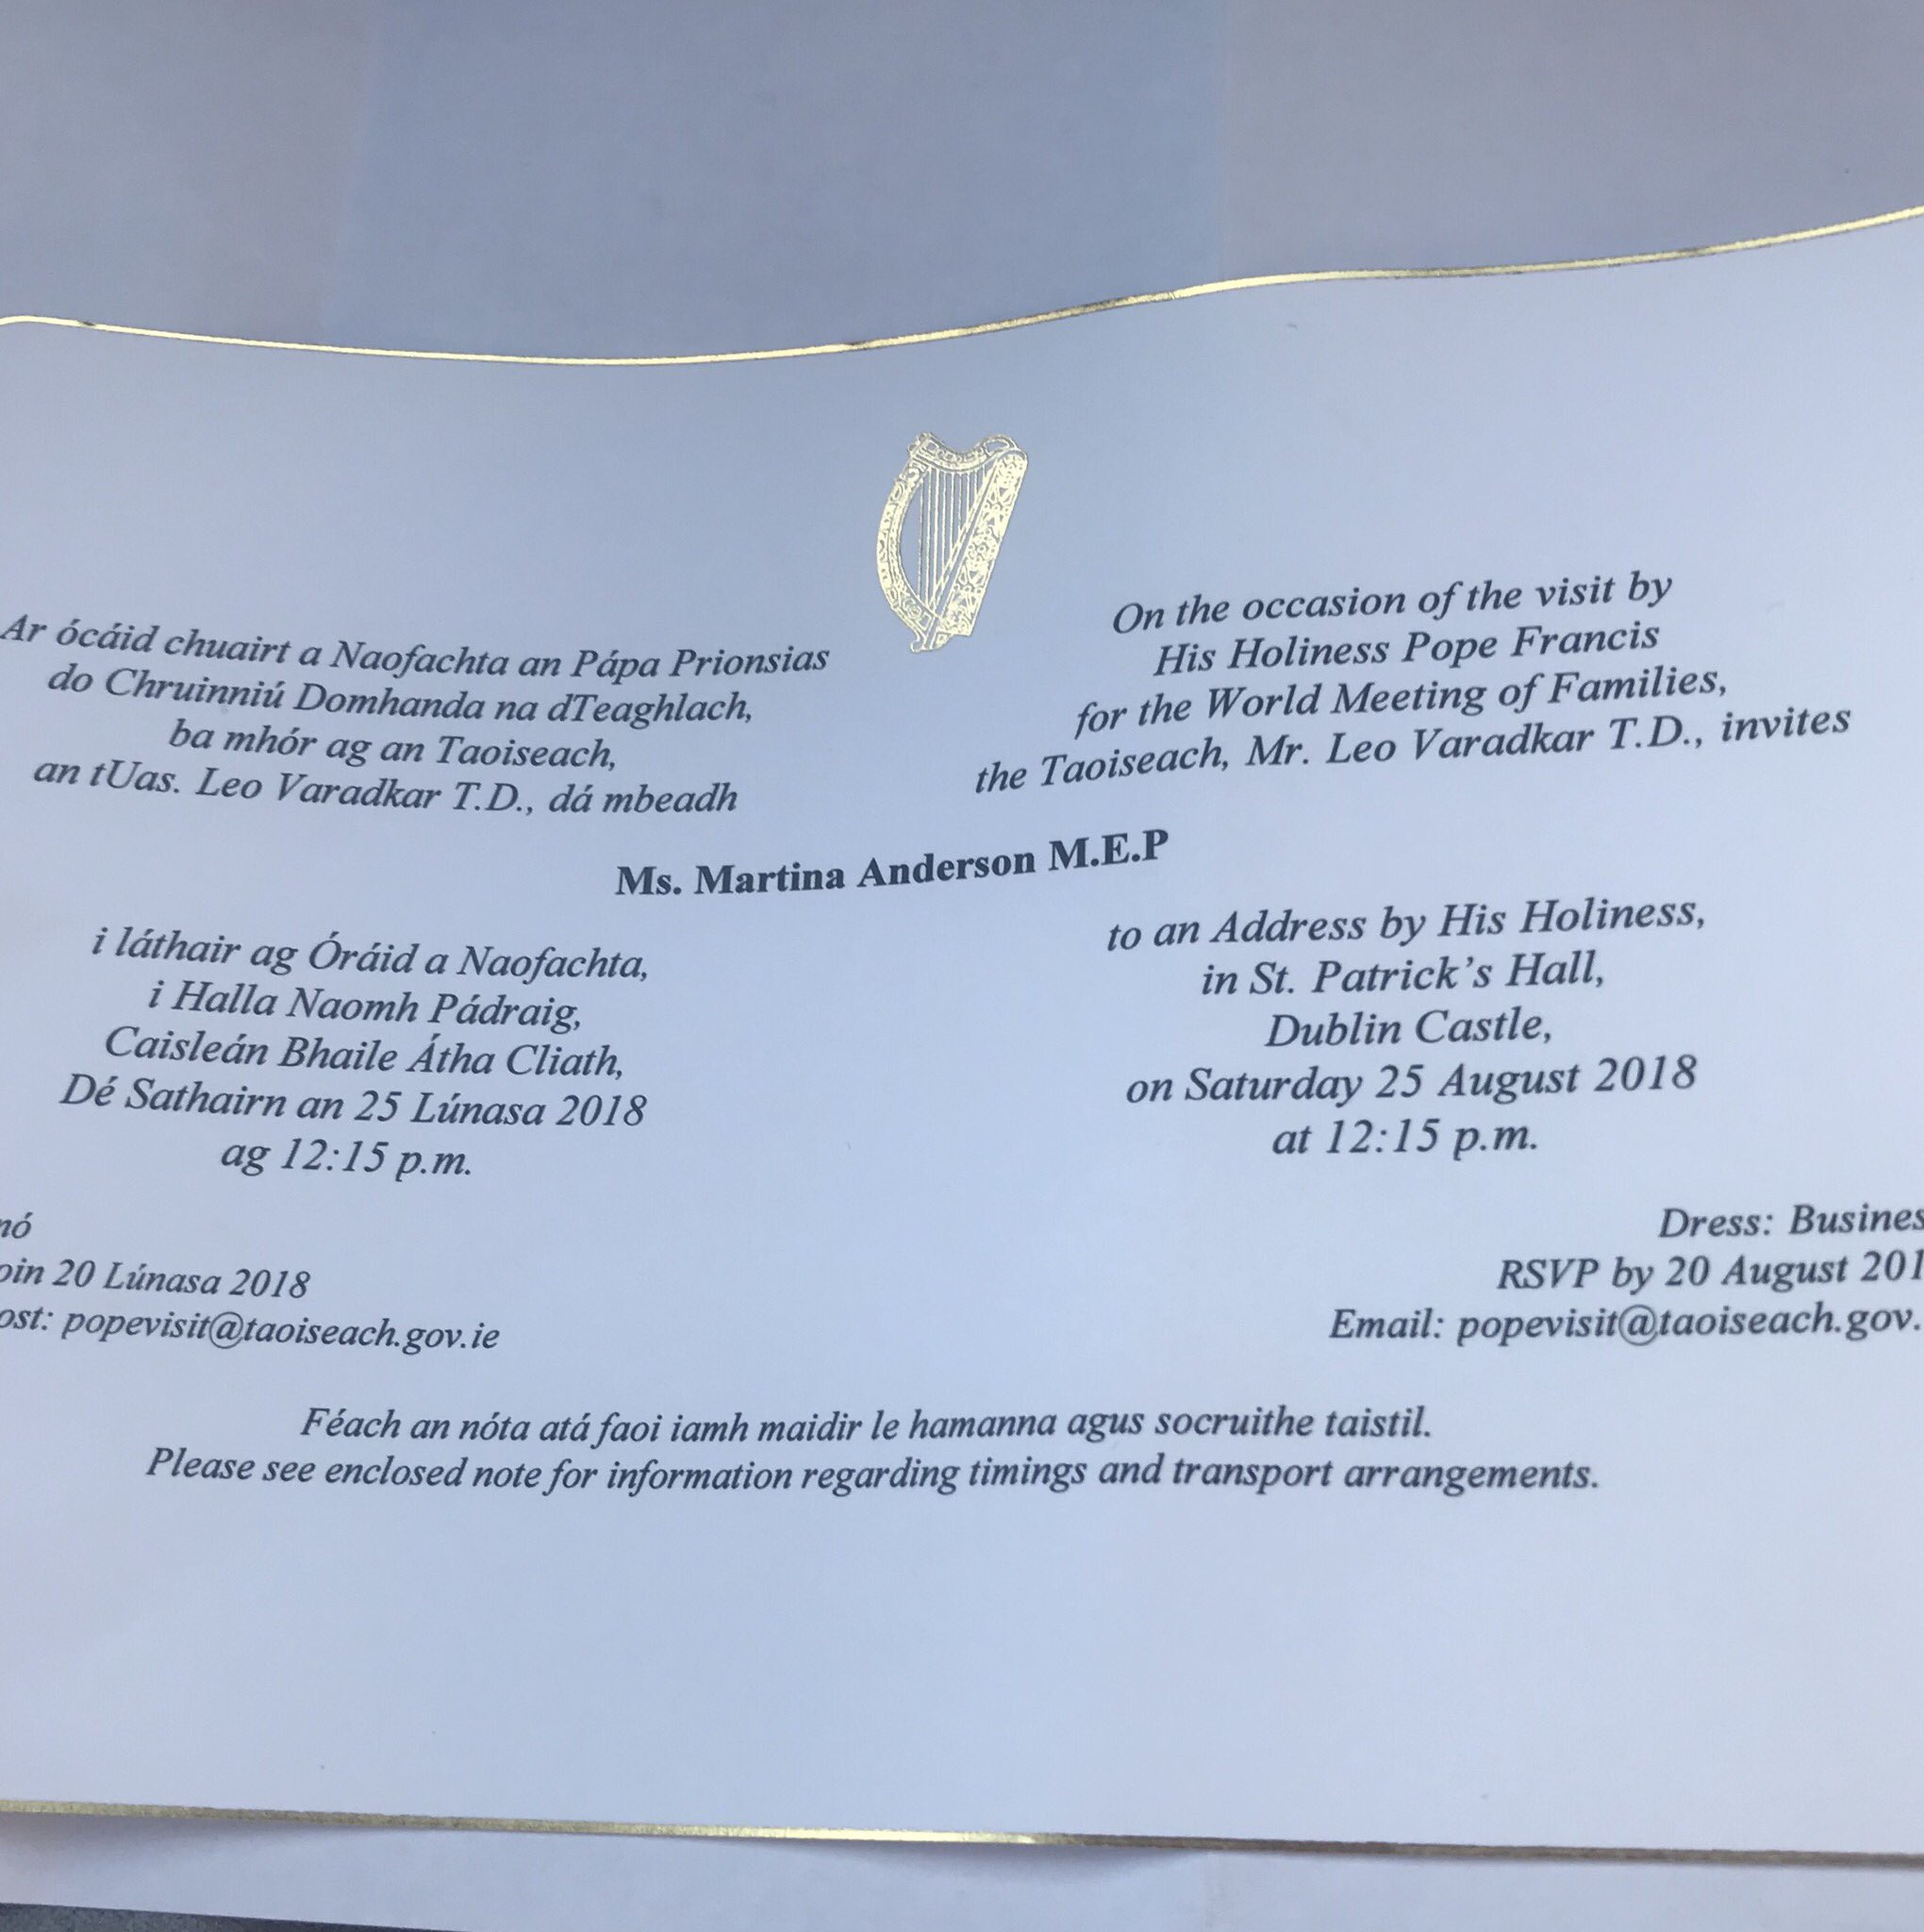 Ar ócáid chuairt a Naofachta an Pápa Prionsias
do Chruinniú Domhanda na dTeaghlach,
ba mhór ag an Taoiseach,
an tUas. Leo Varadkar T.D., dá mbeadh
On the occasion of the visit by
His Holiness Pope Francis
for the World Meeting of Families,
the Taoiseach, Mr. Leo Varadkar T.D., invites
Ms. Martina Anderson M.E.P
i láthair ag Óráid a Naofachta,
i Halla Naomh Pádraig,
Caisleán Bhaile Átha Cliath,
Dé Sathairn an 25 Lúnasa 2018
ag 12:15 p.m.
to an Address by His Holiness,
in St. Patrick's Hall,
Dublin Castle,
on Saturday 25 August 2018
at 12:15 p.m.
20 Lúnasa 2018
popevisit@taoiseach.gov.ie
Dress: Busines
RSVP by 20 August 201
Email: popevisit@taoiseach.gov.
Féach an nóta atá faoi iamh maidir le hamanna agus socruithe taistil.
Please see enclosed note for information regarding timings and transport arrangements.